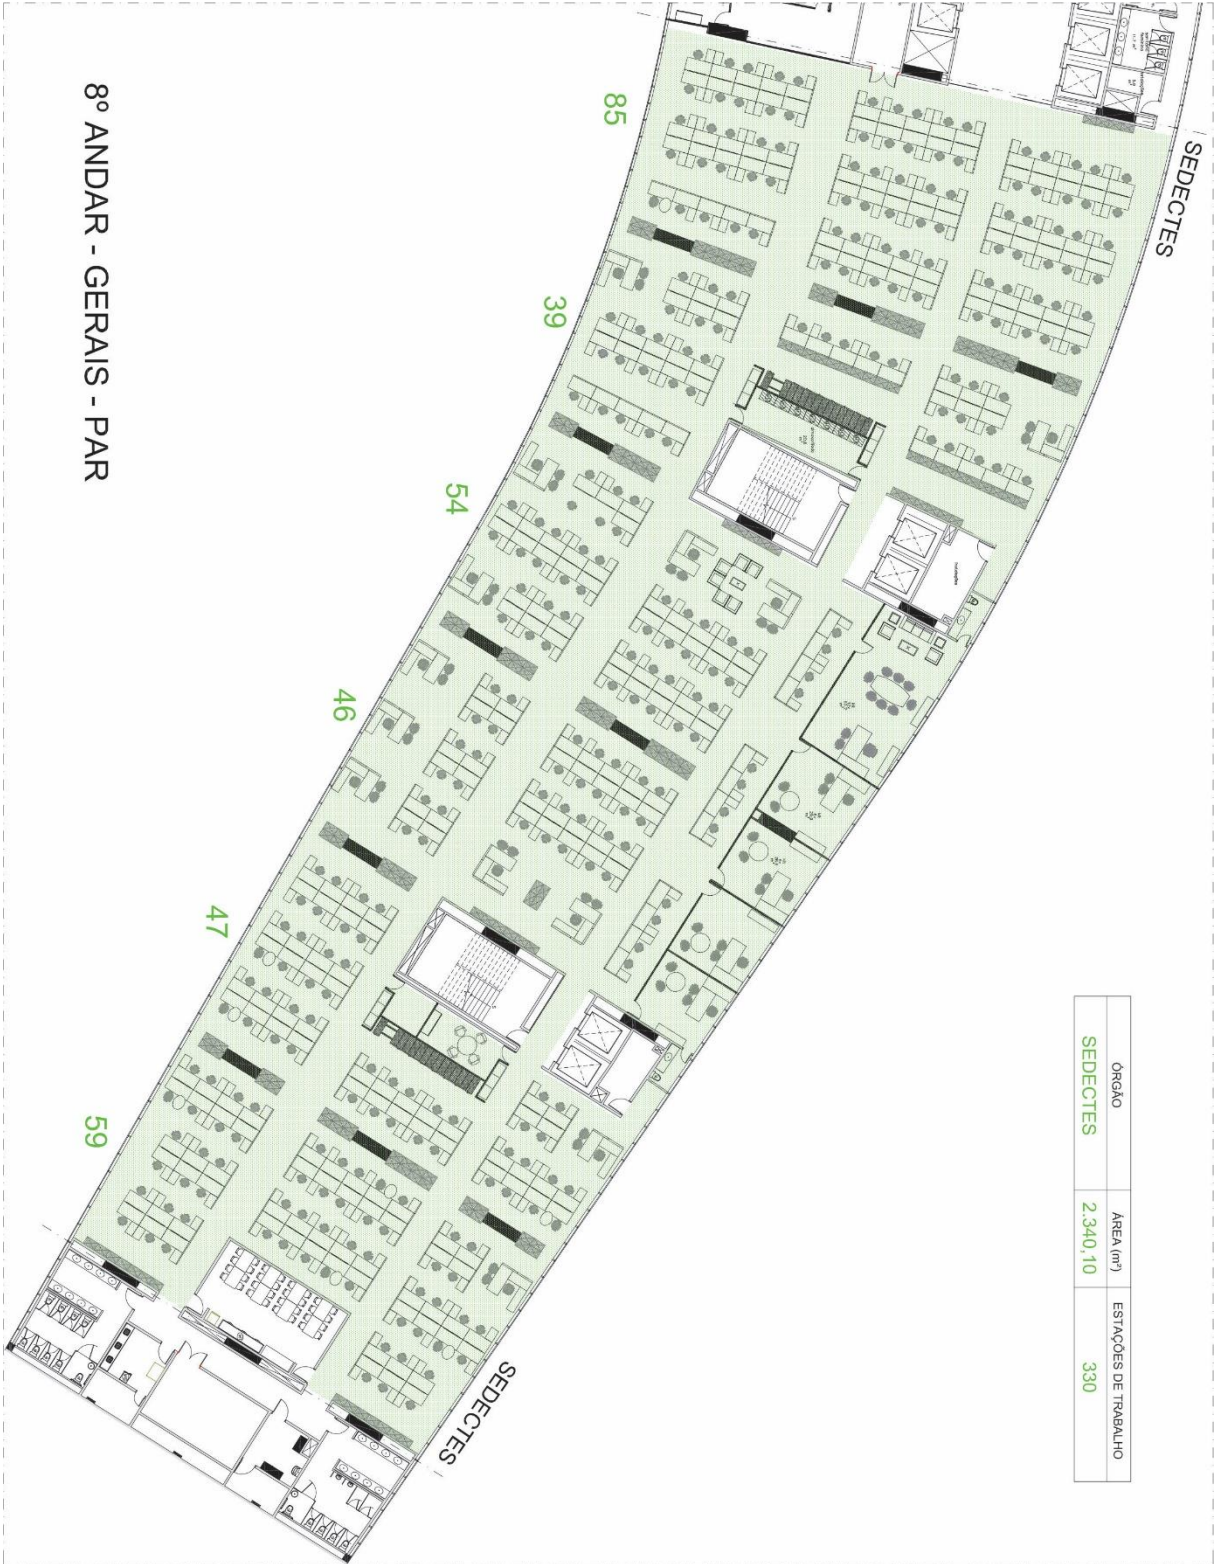 8º ANDAR - GERAIS - PAR
SEDECTES
85
39
54
46
47
59
SEDECTES
ÓRGÃO ÁREA (m²) ESTAÇÕES DE TRABALHO
SEDECTES 2.340,10 330